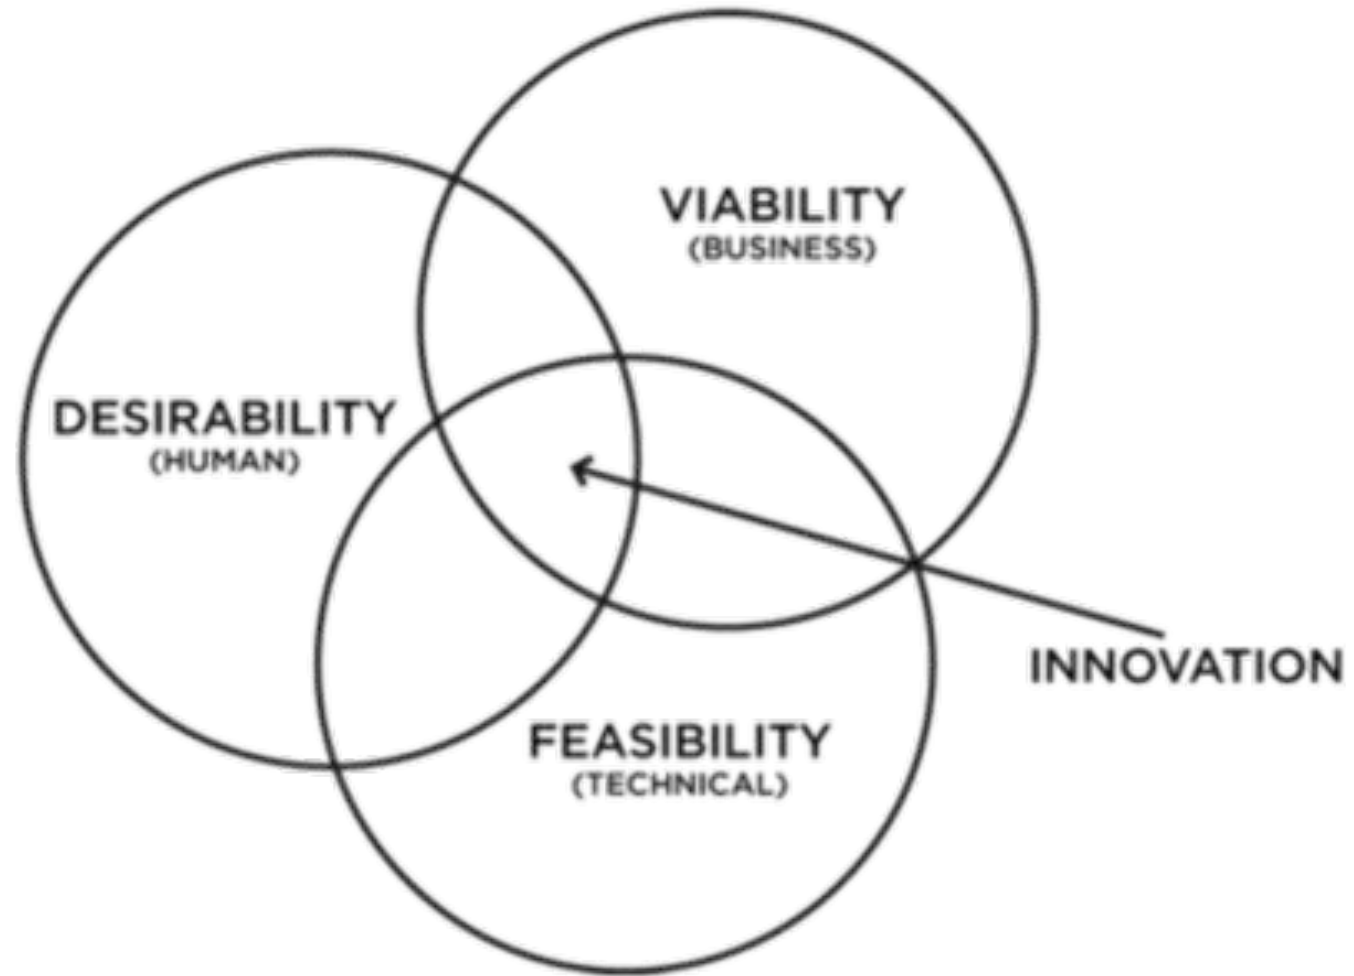 VIABILITY
(BUSINESS)
DESIRABILITY
(HUMAN)
INNOVATION
FEASIBILITY
(TECHNICAL)